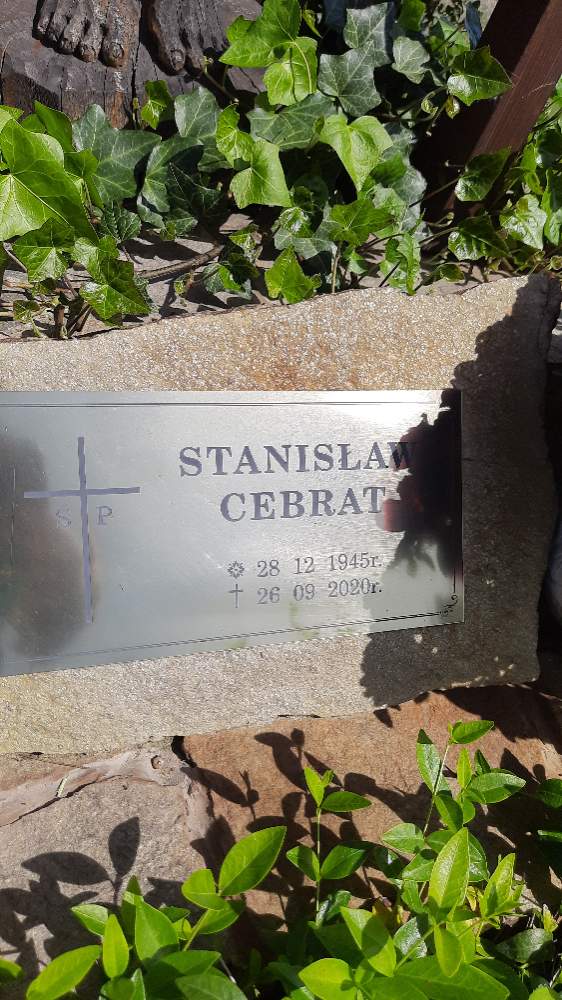 S P
STANISŁAW
CEBRAT
28 12 1945r.
† 26 09 2020r.